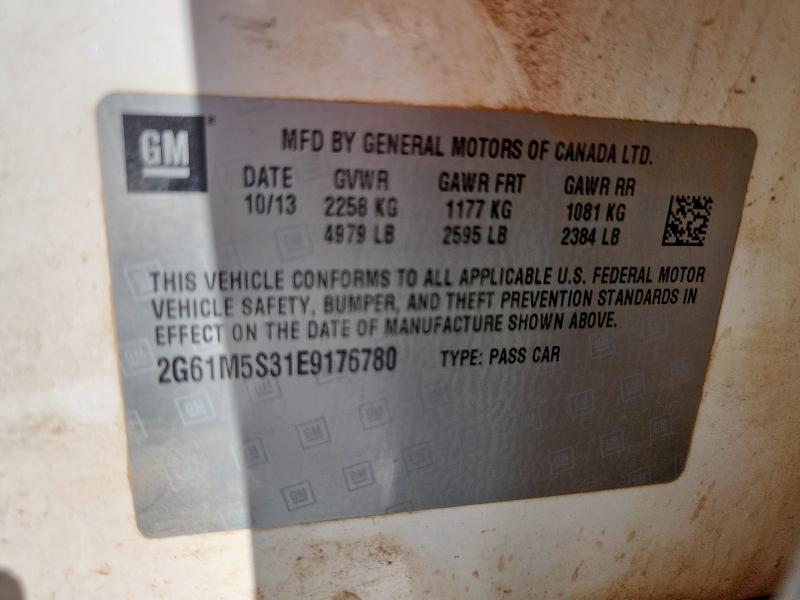 GM
MFD BY GENERAL MOTORS OF CANADA LTD.
DATE GVWR GAWR FRT GAWR RR
10/13 2258 KG 1177 KG 1081 KG
4979 LB 2595 LB 2384 LB
THIS VEHICLE CONFORMS TO ALL APPLICABLE U.S. FEDERAL MOTOR
VEHICLE SAFETY, BUMPER, AND THEFT PREVENTION STANDARDS IN
EFFECT ON THE DATE OF MANUFACTURE SHOWN ABOVE.
2G61M5S31E9176780 TYPE: PASS CAR